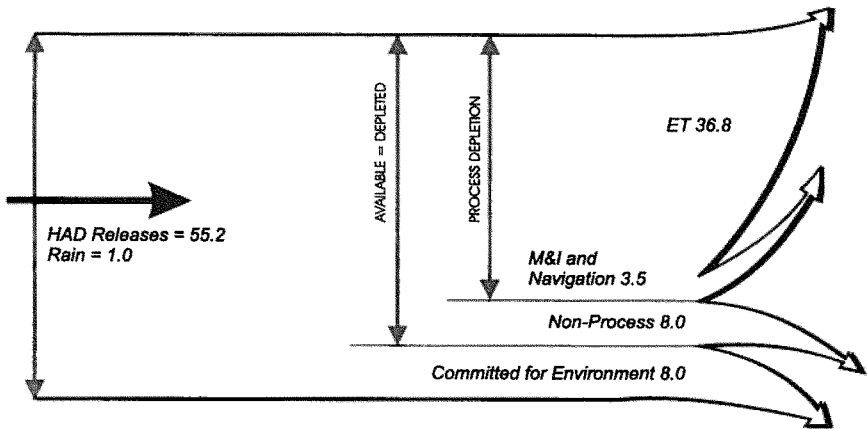 ET 36.8
AVAILABLE = DEPLETED
PROCESS DEPLETION
HAD Releases = 55.2
Rain = 1.0
M&I and
Navigation 3.5
Non-Process 8.0
Committed for Environment 8.0